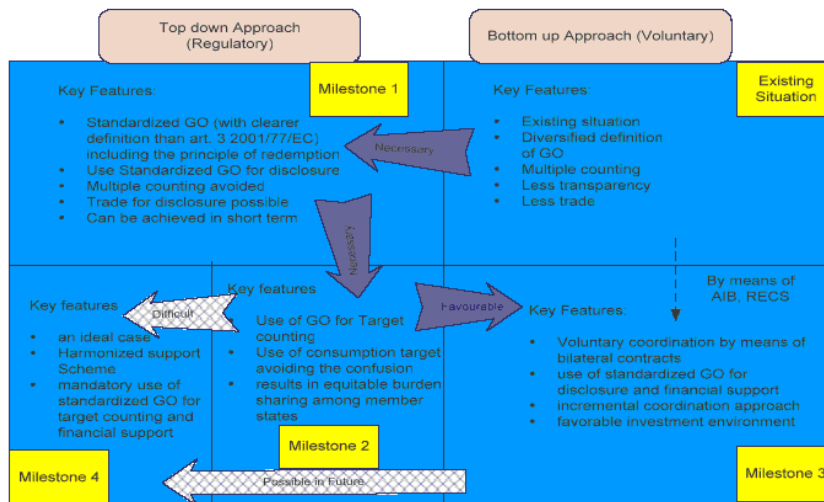 Top down Approach
(Regulatory)
Bottom up Approach (Voluntary)
Key Features:
Milestone 1
• Standardized GO (with clearer
definition than art. 3 2001/77/EC)
including the principle of redemption
• Use Standardized GO for disclosure
• Multiple counting avoided
• Trade for disclosure possible
• Can be achieved in short term
Necessary
Key Features:
Existing
Situation
• Existing situation
• Diversified definition
of GO
• Multiple counting
• Less transparency
• Less trade
Necessary
By means of
AIB, RECS
Key features
• an ideal case
• Harmonized support
Scheme
• mandatory use of
standardized GO for
target counting and
financial support
Milestone 4
Difficult
Key features
• Use of GO for Target
counting
• Use of consumption target
avoiding the confusion
• results in equitable burden
sharing among member
states
Milestone 2
Favourable
Key Features:
• Voluntary coordination by means of
bilateral contracts
• use of standardized GO for
disclosure and financial support
• incremental coordination approach
• favorable investment environment
Milestone 3
Possible in Future